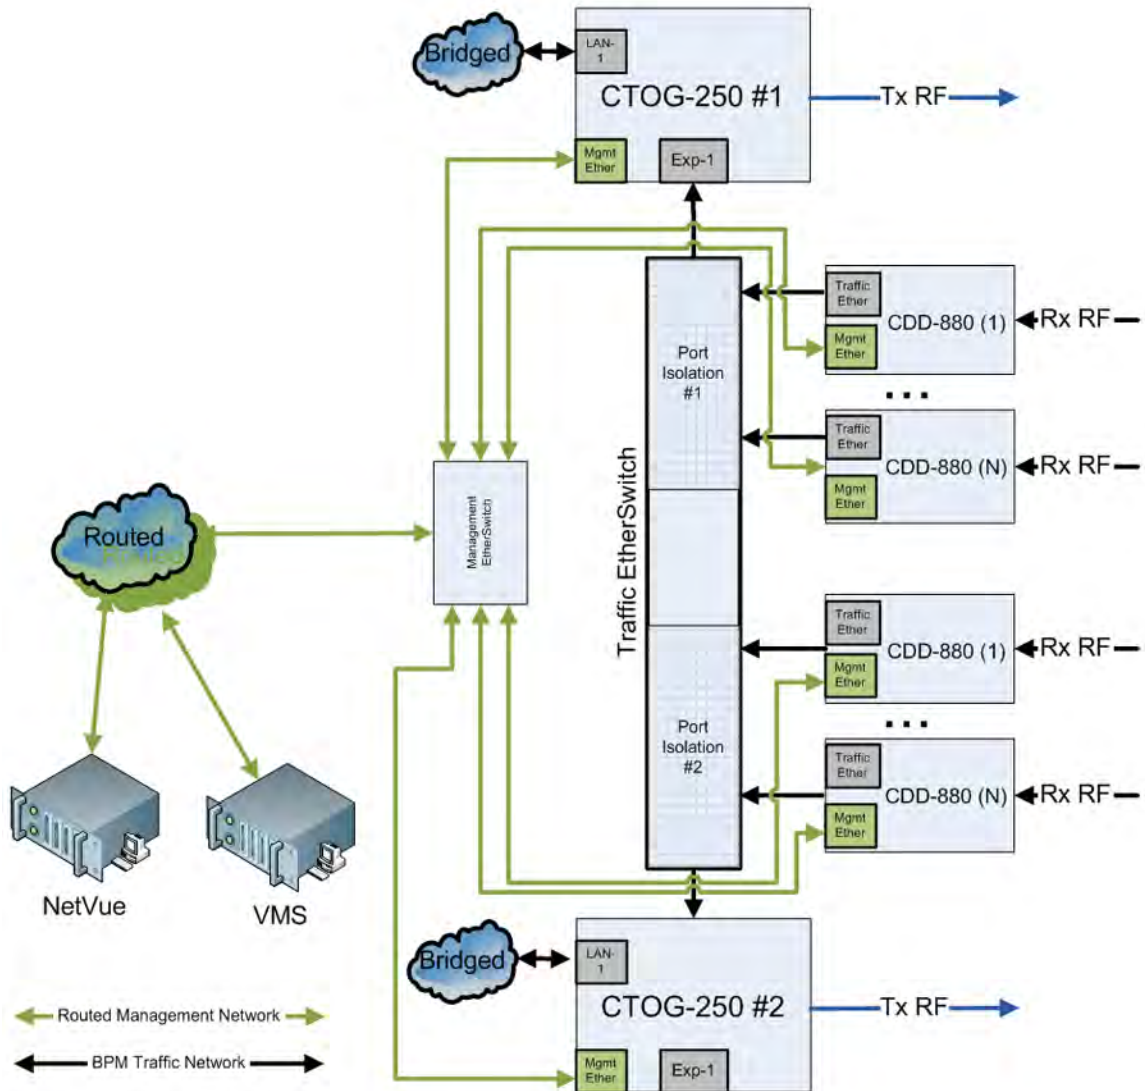 Bridged
LAN-
1
CTOG-250 #1
Tx RF
Mgmt
Ether
Exp-1
Traffic
Ether
CDD-880 (1)
Rx RF
Mgmt
Ether
...
Port
Isolation
#1
Traffic
Ether
CDD-880 (N)
Rx RF
Mgmt
Ether
Management
EtherSwitch
Routed
Traffic EtherSwitch
Traffic
Ether
CDD-880 (1)
Rx RF
Mgmt
Ether
...
Port
Isolation
#2
Traffic
Ether
CDD-880 (N)
Rx RF
Mgmt
Ether
NetVue
VMS
Bridged
LAN-
1
CTOG-250 #2
Tx RF
Mgmt
Ether
Exp-1
Routed Management Network
BPM Traffic Network